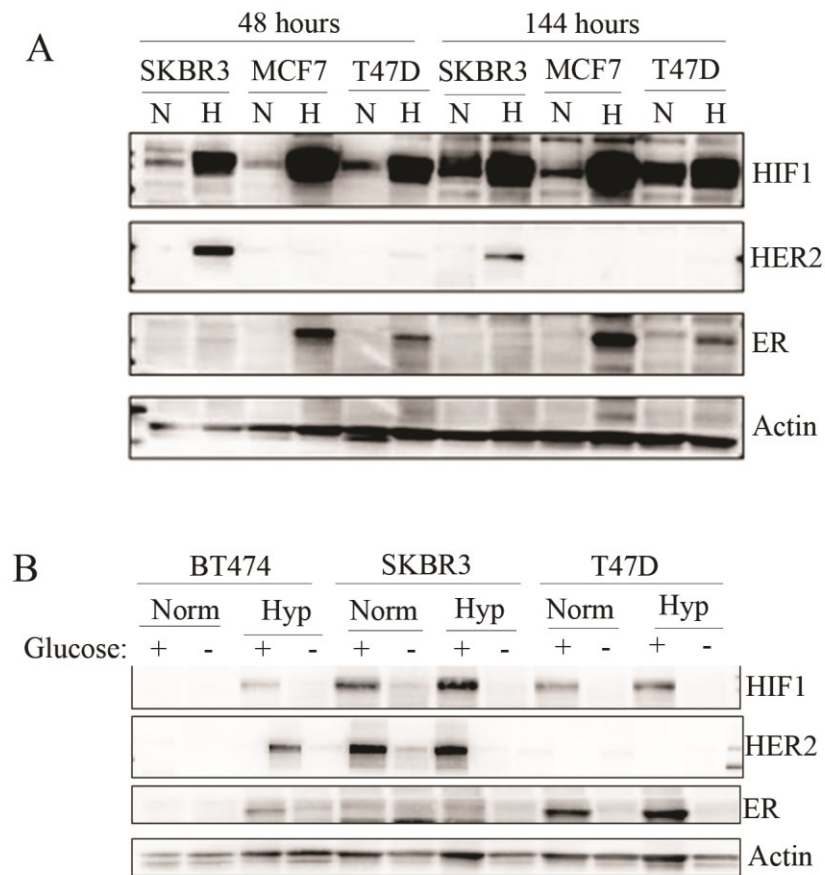 A
48 hours 144 hours
SKBR3 MCF7 T47D SKBR3 MCF7 T47D
N H N H N H N H N H N H
HIF1
HER2
ER
Actin
B
BT474 SKBR3 T47D
Norm Hyp Norm Hyp Norm Hyp
Glucose: + - + - + - + - + - + -
HIF1
HER2
ER
Actin